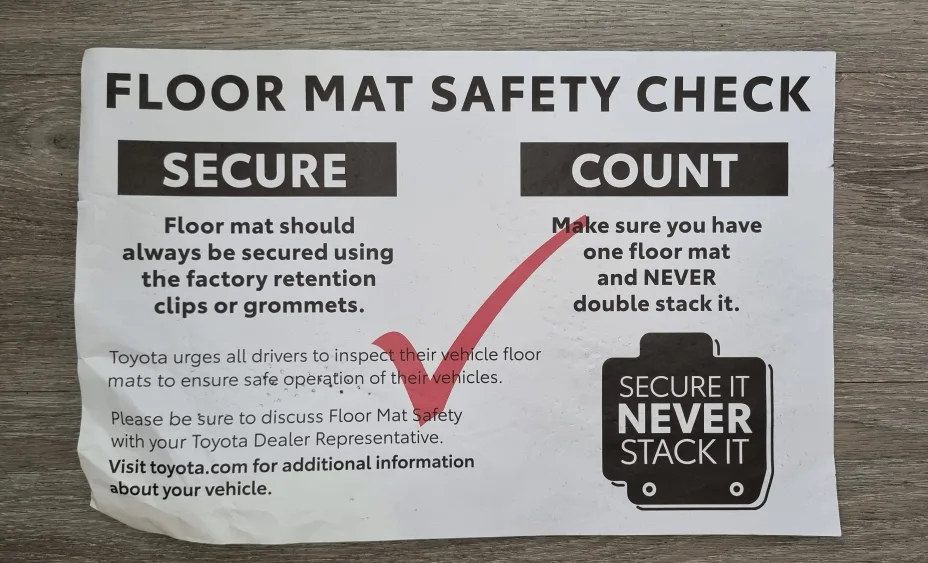 FLOOR MAT SAFETY CHECK
SECURE
Floor mat should
always be secured using
the factory retention
clips or grommets.
COUNT
Make sure you have
one floor mat
and NEVER
double stack it.
Toyota urges all drivers to inspect their vehicle floor
mats to ensure safe operation of their vehicles.
Please be sure to discuss Floor Mat Safety
with your Toyota Dealer Representative.
Visit toyota.com for additional information
about your vehicle.
SECURE IT
NEVER
STACK IT